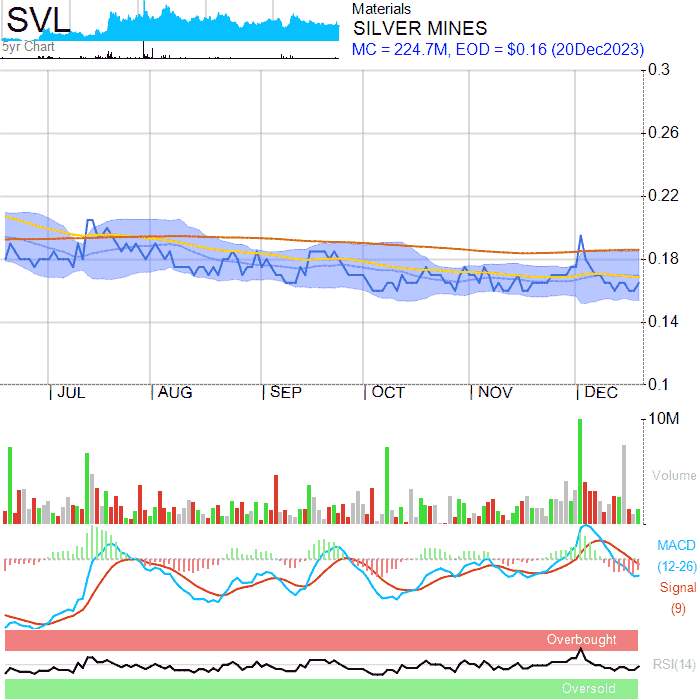 SVL
5yr Chart
Materials
SILVER MINES
MC = 224.7M, EOD = $0.16 (20Dec2023)
0.3
0.26
0.22
0.18
0.14
0.1
JUL AUG SEP OCT NOV DEC
10M
Volume
MACD
(12-26)
Signal
(9)
Overbought
RSI(14)
Oversold